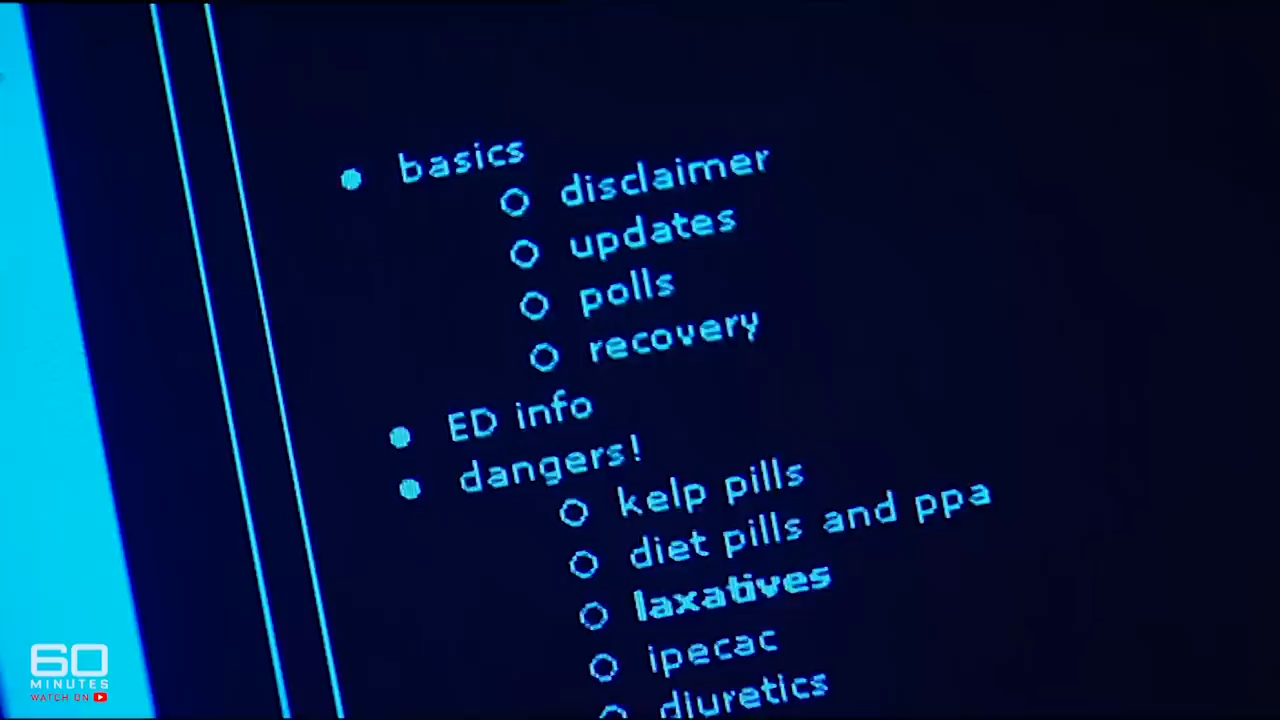 basics
disclaimer
updates
polls
recovery
ED info
dangers!
kelp pills
diet pills and ppa
laxatives
ipecac
diuretics
60
MINUTES
WATCH ON